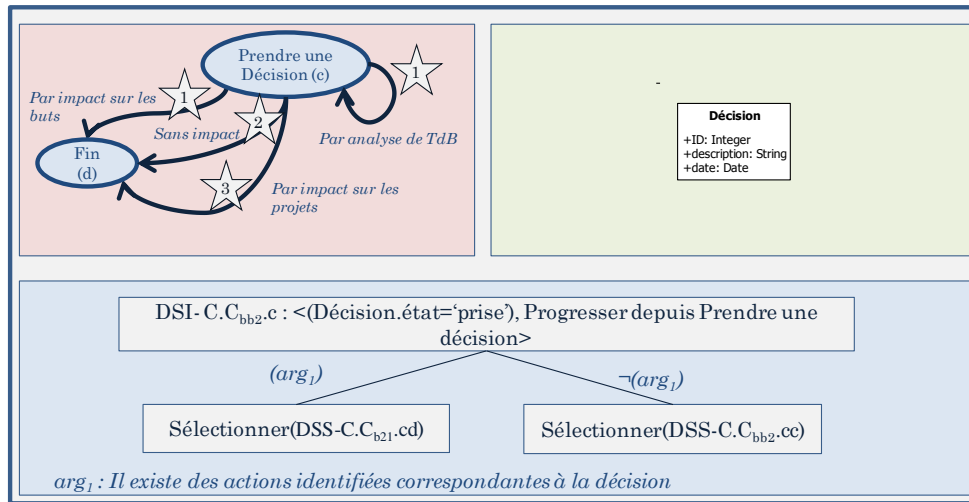 Prendre une
Décision (c)
1
1
Par impact sur les
buts
2
Sans impact
Par analyse de TdB
Fin
(d)
3
Par impact sur les
projets
-
Décision
+ID: Integer
+description: String
+date: Date
DSI- C.Cbb2.c : <(Décision.état=‘prise’), Progresser depuis Prendre une
décision>
(arg1)
¬(arg1)
Sélectionner(DSS-C.Cb21.cd)
Sélectionner(DSS-C.Cbb2.cc)
arg1 : Il existe des actions identifiées correspondantes à la décision